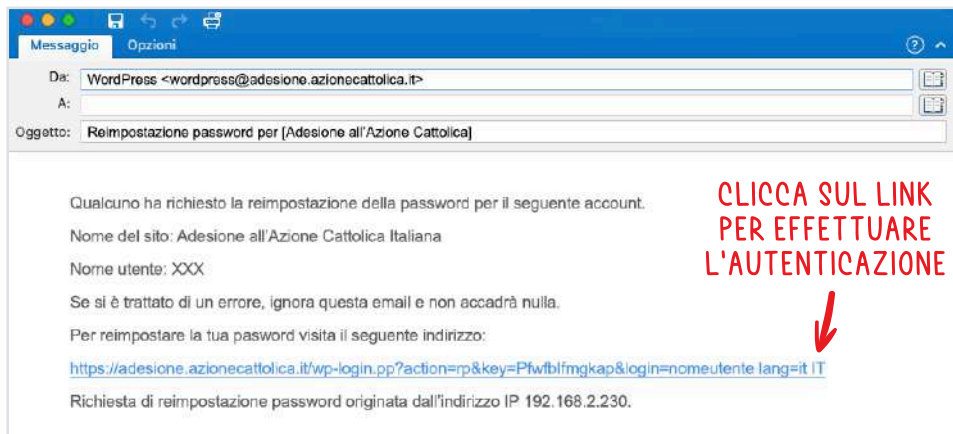 Messaggio Opzioni
Da: WordPress <wordpress@adesione.azionecattolica.it>
A:
Oggetto: Reimpostazione password per [Adesione all'Azione Cattolica]
Qualcuno ha richiesto la reimpostazione della password per il seguente account.
Nome del sito: Adesione all'Azione Cattolica Italiana
Nome utente: XXX
Se si è trattato di un errore, ignora questa email e non accadrà nulla.
Per reimpostare la tua pasword visita il seguente indirizzo:
https://adesione.azionecattolica.it/wp-login.pp?action=rp&key=Pfwfblfmgkap&login=nomeutente lang=it IT
Richiesta di reimpostazione password originata dall'indirizzo IP 192.168.2.230.
CLICCA SUL LINK
PER EFFETTUARE
L'AUTENTICAZIONE